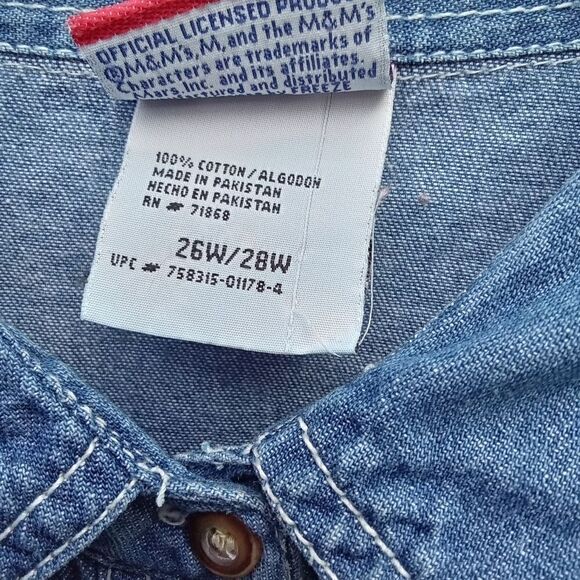 OFFICIAL LICENSED PRODUC
®M&M's, M, and the M&M's
Characters are trademarks of
Mars, Inc. and its affiliates.
and distributed
FREEZE
100% COTTON/ALGODON
MADE IN PAKISTAN
HECHO EN PAKISTAN
RN # 71868
26W/28W
UPC # 758315-01178-4